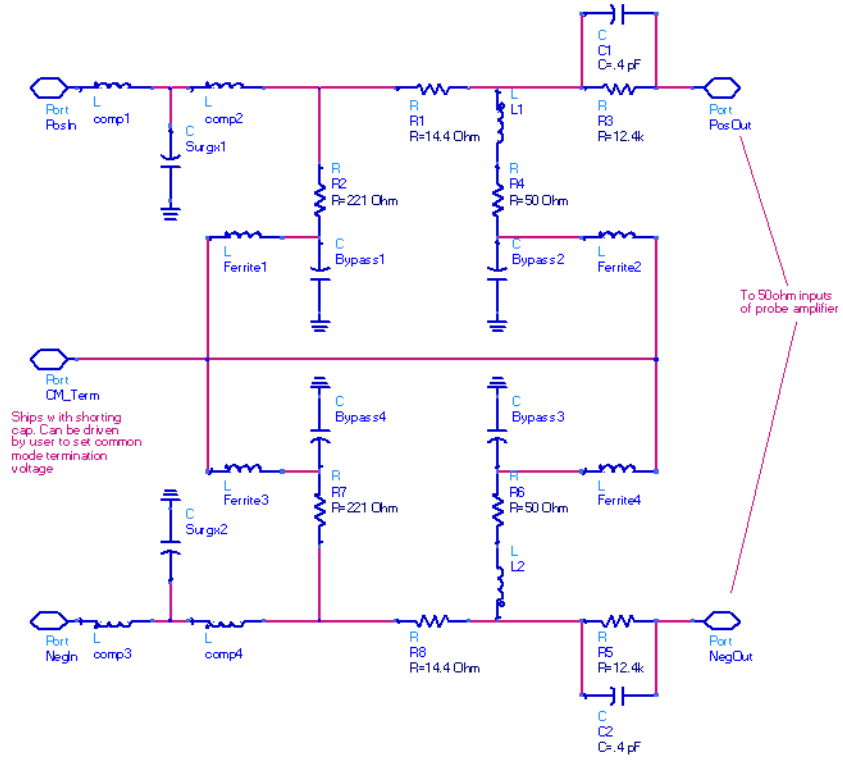 C
C1
C=.4 pF
Port
PosIn
L
comp1
L
comp2
R
R1
R=14.4 Ohm
L
L1
R
R3
R=12.4k
Port
PosOut
C
Surgx1
R
R2
R=221 Ohm
R
R4
R=50 Ohm
L
Ferrite1
C
Bypass1
C
Bypass2
L
Ferrite2
To 50ohm inputs
of probe amplifier
Port
CM_Term
Ships with shorting
cap. Can be driven
by user to set common
mode termination
voltage
C
Bypass4
C
Bypass3
L
Ferrite3
R
R7
R=221 Ohm
R
R6
R=50 Ohm
L
Ferrite4
C
Surgx2
L
L2
Port
NegIn
L
comp3
L
comp4
R
R8
R=14.4 Ohm
R
R5
R=12.4k
Port
NegOut
C
C2
C=.4 pF